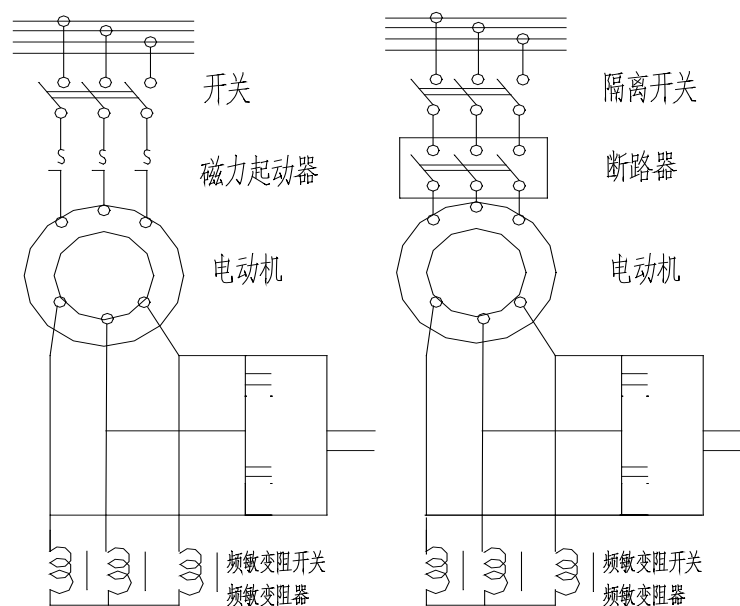 开关
磁力起动器
电动机
频敏变阻开关
频敏变阻器
隔离开关
断路器
电动机
频敏变阻开关
频敏变阻器